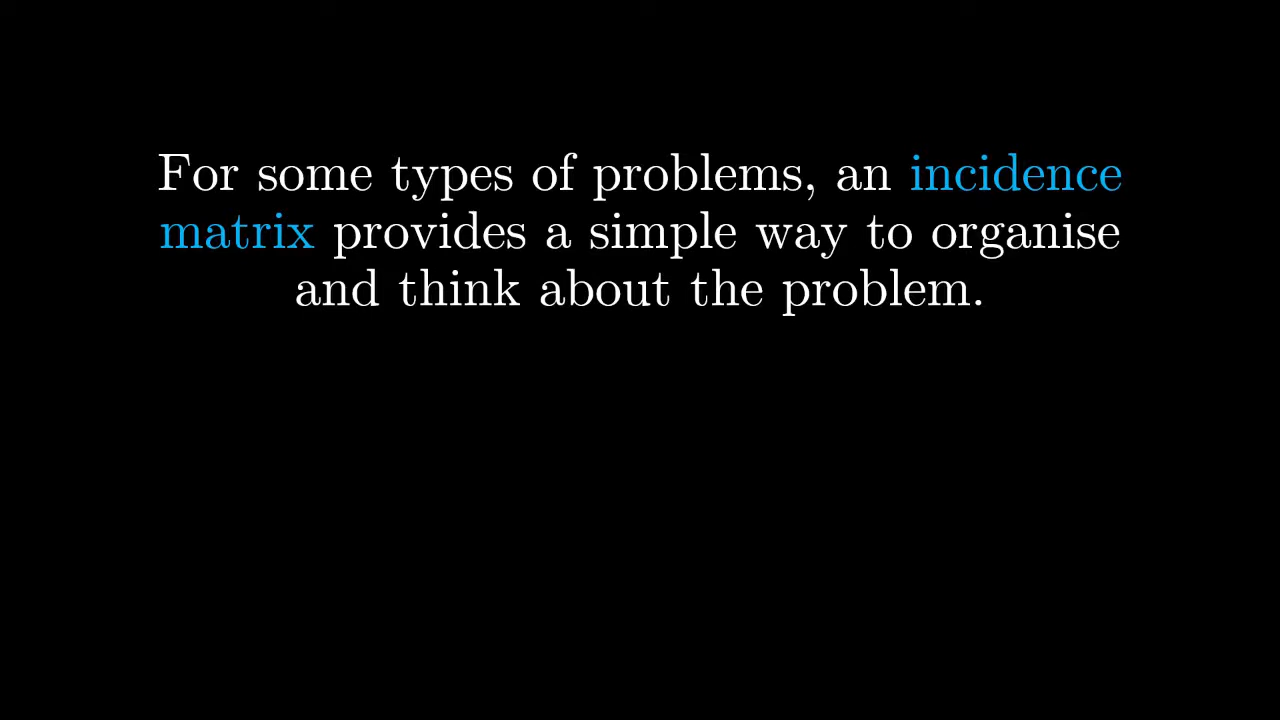 For some types of problems, an incidence
matrix provides a simple way to organise
and think about the problem.